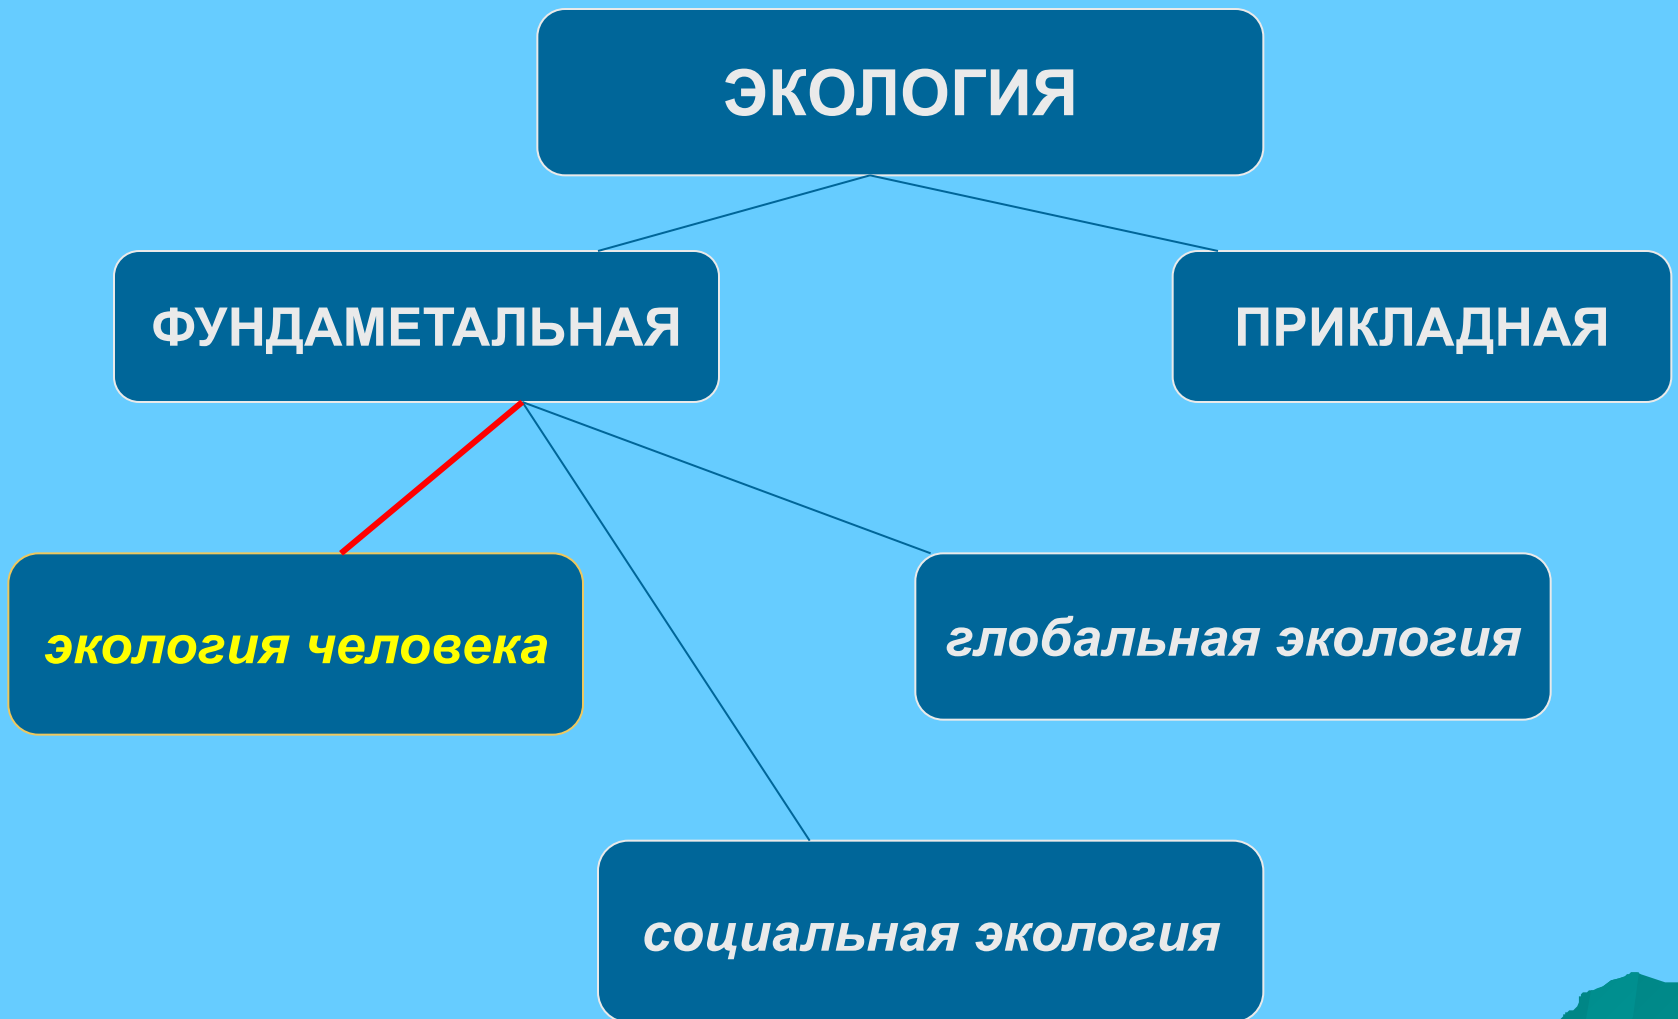 ЭКОЛОГИЯ
ФУНДАМЕТАЛЬНАЯ
ПРИКЛАДНАЯ
экология человека
глобальная экология
социальная экология